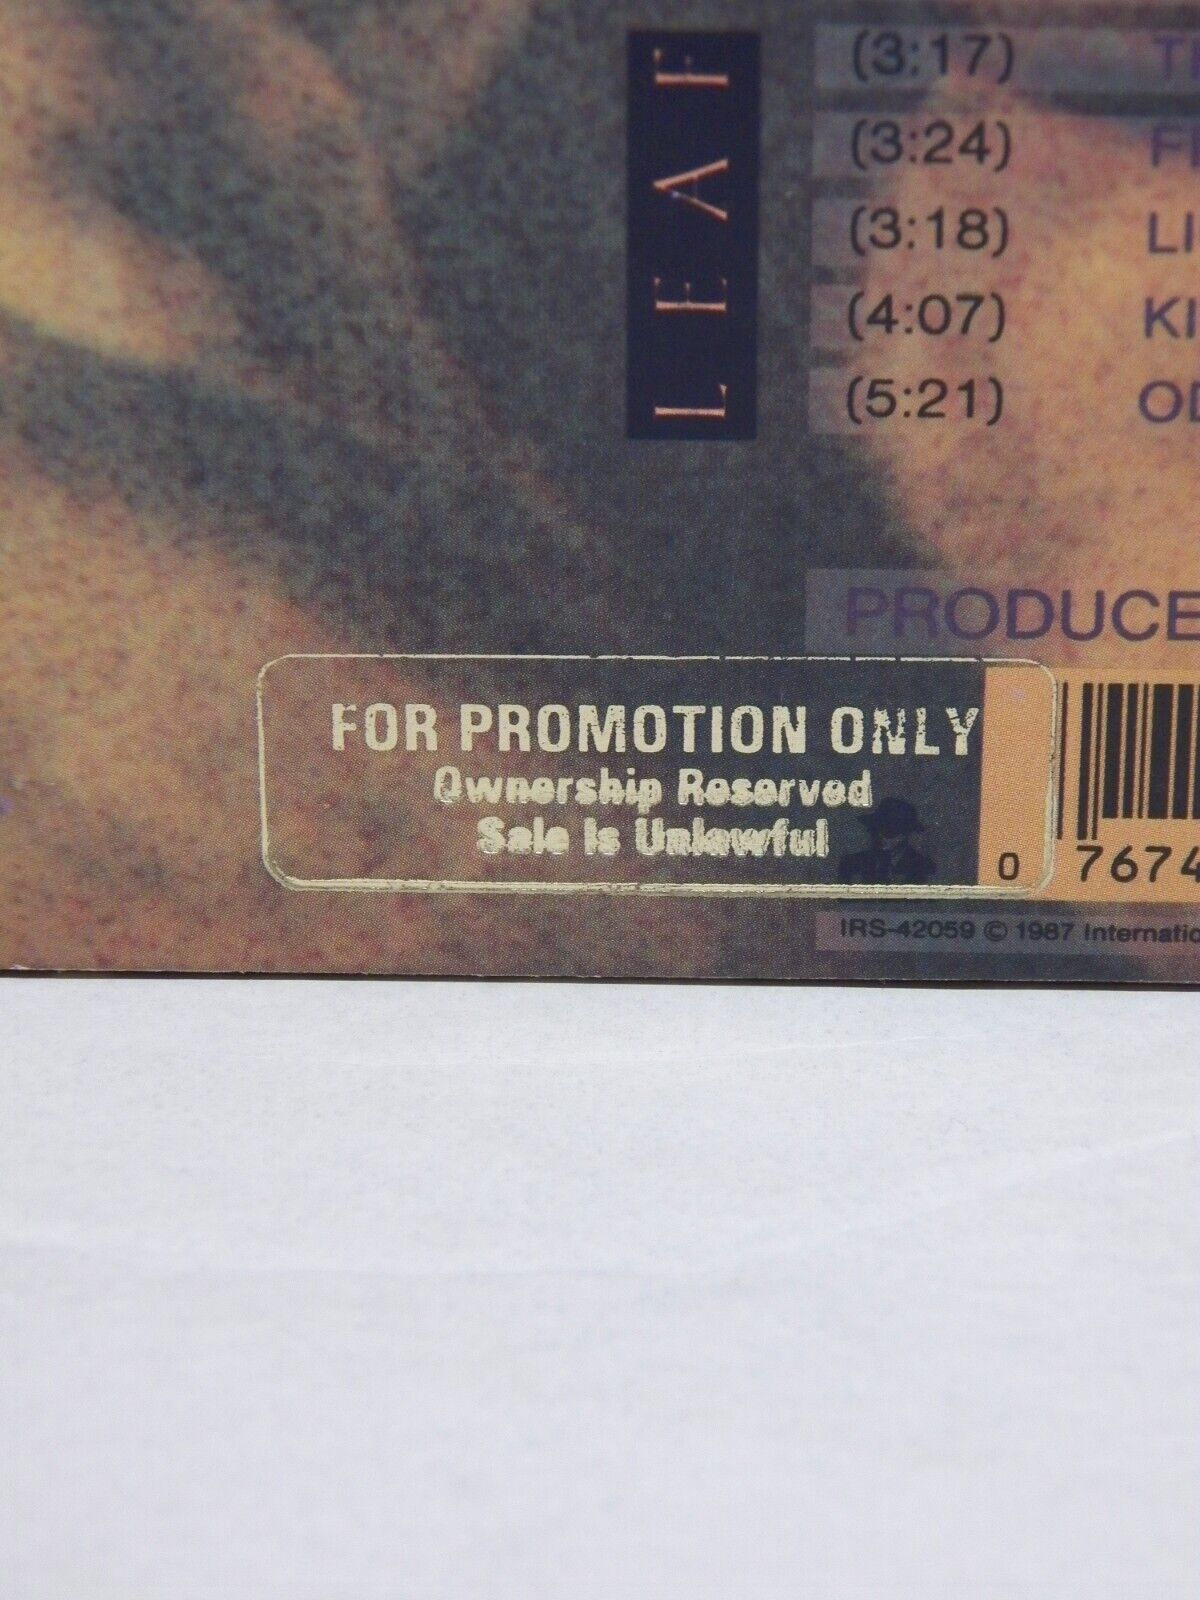 LEAF
(3:17)
(3:24)
(3:18)
(4:07)
(5:21)
FOR PROMOTION ONLY
Ownership Reserved
Sale Is Unlawful
0 7674
IRS-42059 © 1987